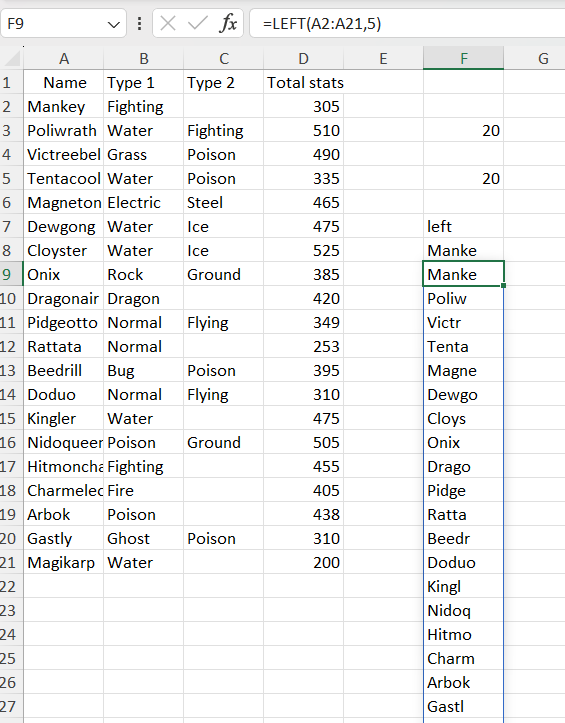 F9 fx =LEFT(A2:A21,5)
A B C D E F G
1 Name Type 1 Type 2 Total stats
2 Mankey Fighting 305
3 Poliwrath Water Fighting 510 20
4 Victreebel Grass Poison 490
5 Tentacool Water Poison 335 20
6 Magneton Electric Steel 465
7 Dewgong Water Ice 475 left
8 Cloyster Water Ice 525 Manke
9 Onix Rock Ground 385 Manke
10 Dragonair Dragon 420 Poliw
11 Pidgeotto Normal Flying 349 Victr
12 Rattata Normal 253 Tenta
13 Beedrill Bug Poison 395 Magne
14 Doduo Normal Flying 310 Dewgo
15 Kingler Water 475 Cloys
16 Nidoqueen Poison Ground 505 Onix
17 Hitmoncha Fighting 455 Drago
18 Charmelec Fire 405 Pidge
19 Arbok Poison 438 Ratta
20 Gastly Ghost Poison 310 Beedr
21 Magikarp Water 200 Doduo
22 Kingl
23 Nidoq
24 Hitmo
25 Charm
26 Arbok
27 Gastl